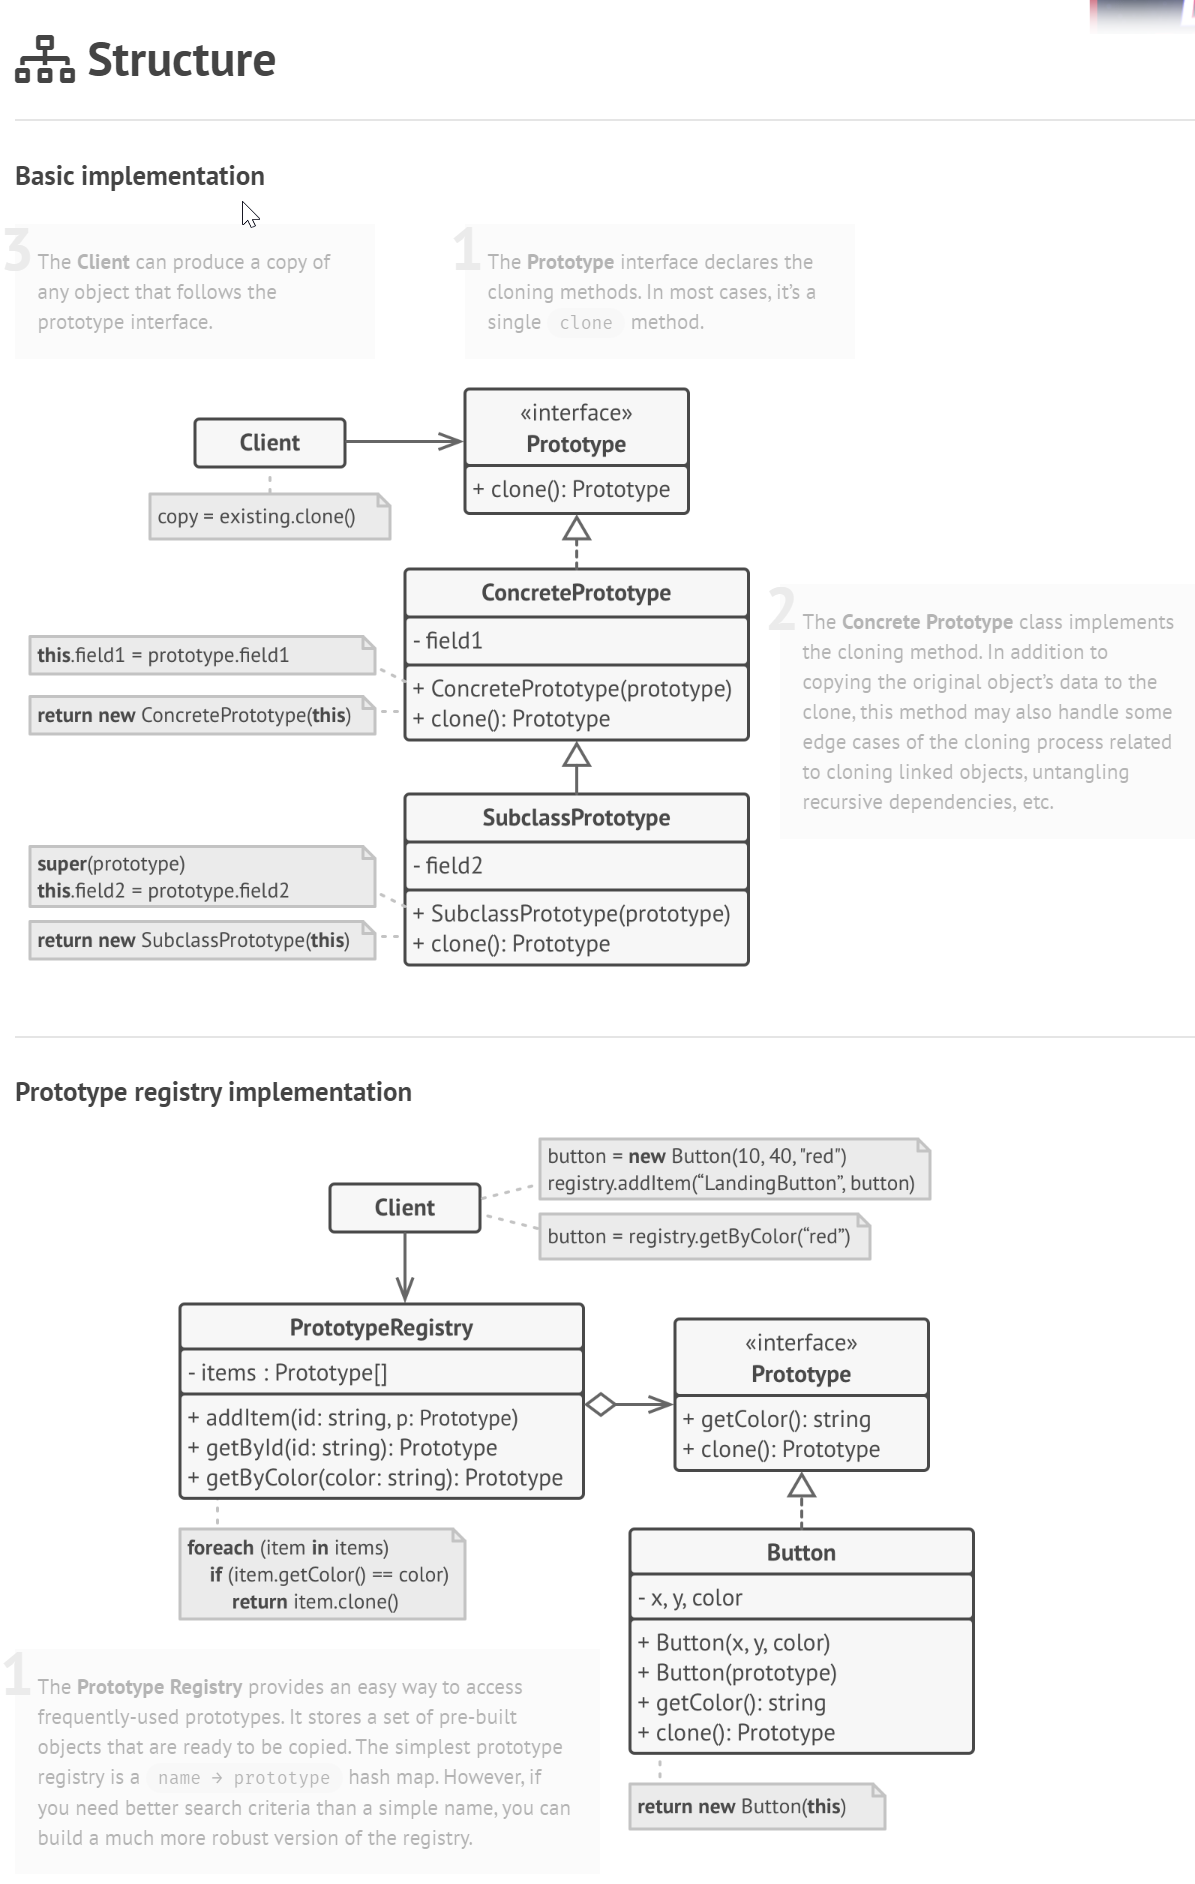 Structure
Basic implementation
3
The Client can produce a copy of
any object that follows the
prototype interface.
1
The Prototype interface declares the
cloning methods. In most cases, it’s a
single clone method.
Client
copy = existing.clone()
«interface»
Prototype
+ clone(): Prototype
ConcretePrototype
- field1
+ ConcretePrototype(prototype)
+ clone(): Prototype
this.field1 = prototype.field1
return new ConcretePrototype(this)
2
The Concrete Prototype class implements
the cloning method. In addition to
copying the original object’s data to the
clone, this method may also handle some
edge cases of the cloning process related
to cloning linked objects, untangling
recursive dependencies, etc.
SubclassPrototype
- field2
+ SubclassPrototype(prototype)
+ clone(): Prototype
super(prototype)
this.field2 = prototype.field2
return new SubclassPrototype(this)
Prototype registry implementation
Client
button = new Button(10, 40, "red")
registry.addItem(“LandingButton”, button)
button = registry.getByColor(“red”)
PrototypeRegistry
- items : Prototype[]
+ addItem(id: string, p: Prototype)
+ getById(id: string): Prototype
+ getByColor(color: string): Prototype
foreach (item in items)
if (item.getColor() == color)
return item.clone()
«interface»
Prototype
+ getColor(): string
+ clone(): Prototype
Button
- x, y, color
+ Button(x, y, color)
+ Button(prototype)
+ getColor(): string
+ clone(): Prototype
return new Button(this)
1
The Prototype Registry provides an easy way to access
frequently-used prototypes. It stores a set of pre-built
objects that are ready to be copied. The simplest prototype
registry is a name → prototype hash map. However, if
you need better search criteria than a simple name, you can
build a much more robust version of the registry.